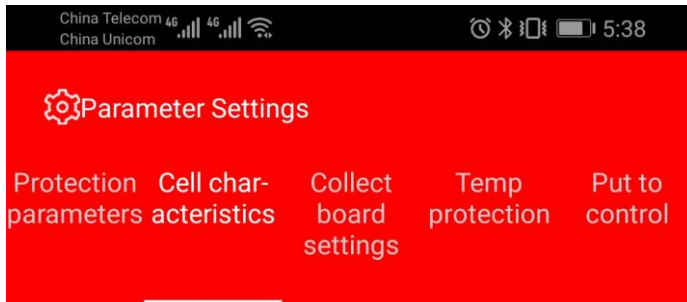 China Telecom 4G 4G 5:38
China Unicom
Parameter Settings
Protection parameters
Cell char-
acteristics
Collect
board
settings
Temp
protection
Put to
control